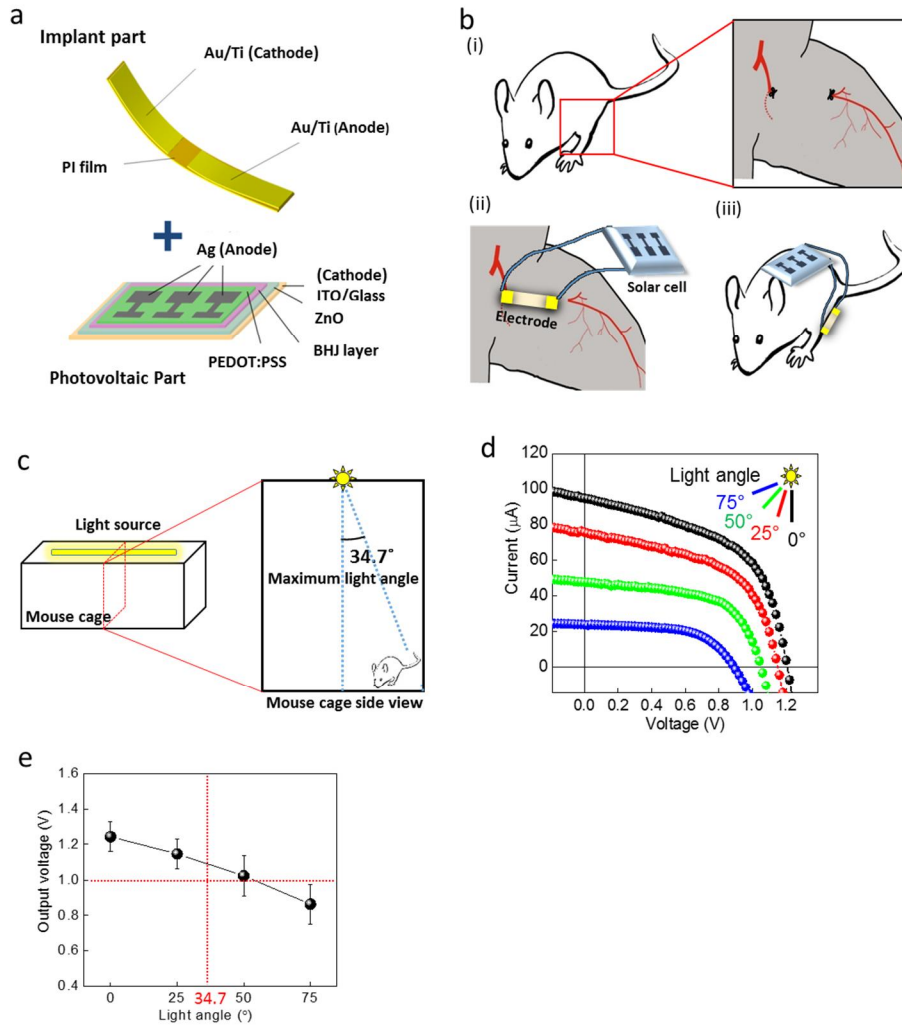 a
Implant part
Au/Ti (Cathode)
Au/Ti (Anode)
PI film
Ag (Anode)
(Cathode)
ITO/Glass
ZnO
BHJ layer
PEDOT:PSS
Photovoltaic Part
b
(i)
(ii)
Solar cell
Electrode
(iii)
c
Light source
Mouse cage
34.7°
Maximum light angle
Mouse cage side view
d
Light angle
75°
50°
25°
0°
120
100
80
60
40
20
0
Current (μA)
0.0 0.2 0.4 0.6 0.8 1.0 1.2
Voltage (V)
e
1.6
1.4
1.2
1.0
0.8
0.6
0.4
Output voltage (V)
0 25 34.7 50 75
Light angle (°)